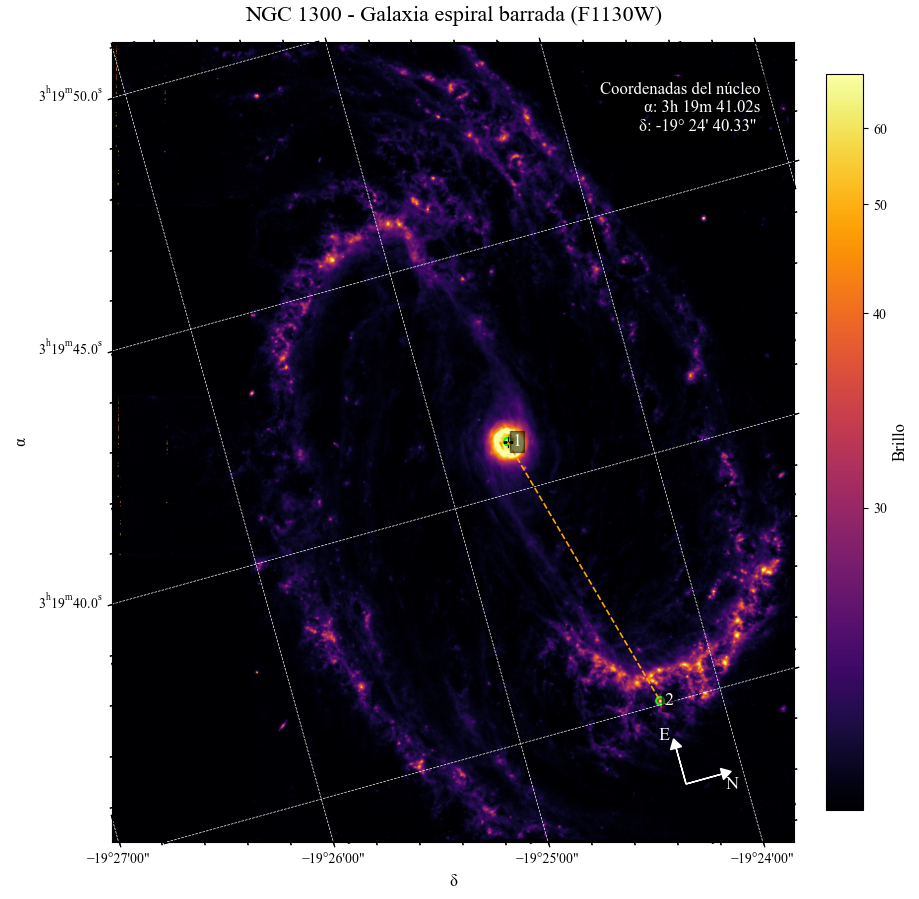 NGC 1300 - Galaxia espiral barrada (F1130W)
Coordenadas del núcleo
α: 3h 19m 41.02s
δ: -19° 24' 40.33"
3h19m50.0s
3h19m45.0s
3h19m40.0s
α
1
2
E
N
−19°27'00"
−19°26'00"
−19°25'00"
−19°24'00"
δ
60
50
40
30
Brillo